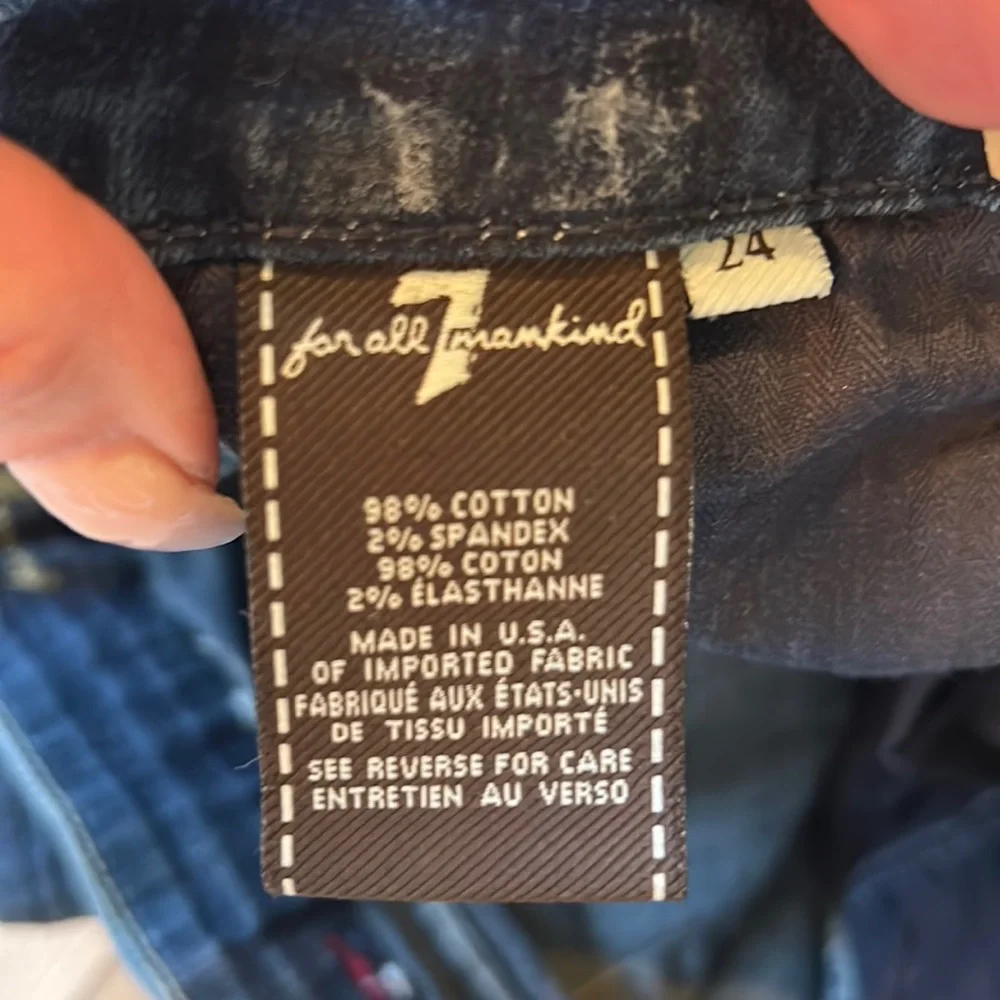 24
for all 7 mankind
98% COTTON
2% SPANDEX
98% COTON
2% ÉLASTHANNE
MADE IN U.S.A.
OF IMPORTED FABRIC
FABRIQUÉ AUX ÉTATS-UNIS
DE TISSU IMPORTÉ
SEE REVERSE FOR CARE
ENTRETIEN AU VERSO